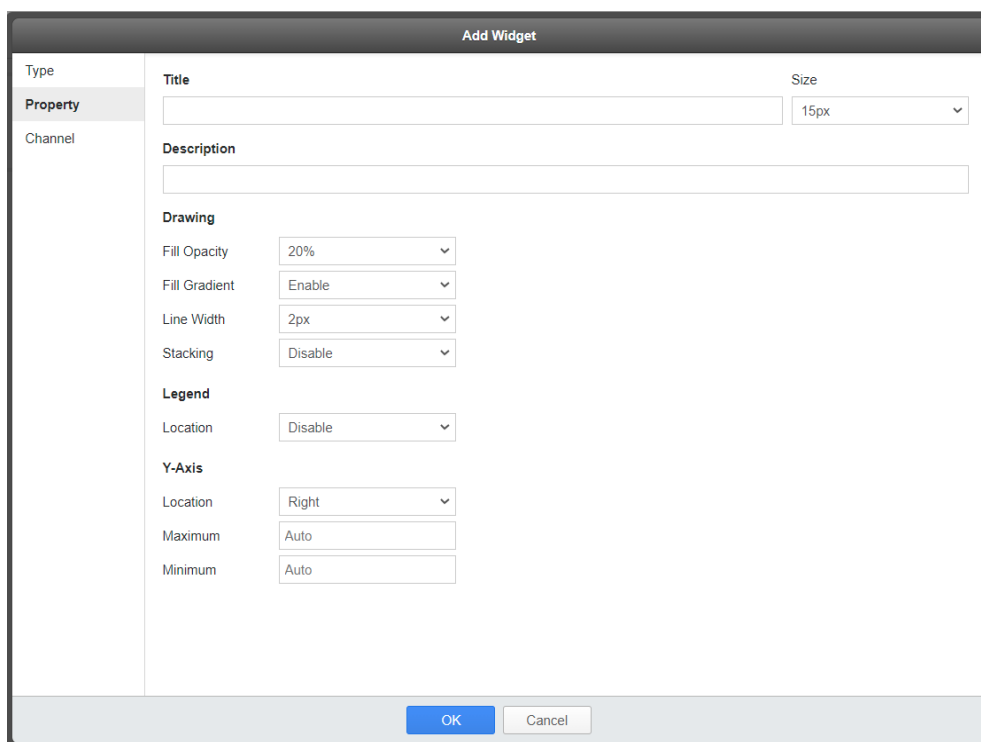 Add Widget
Type
Property
Channel
Title
Size
15px
Description
Drawing
Fill Opacity 20%
Fill Gradient Enable
Line Width 2px
Stacking Disable
Legend
Location Disable
Y-Axis
Location Right
Maximum Auto
Minimum Auto
OK Cancel